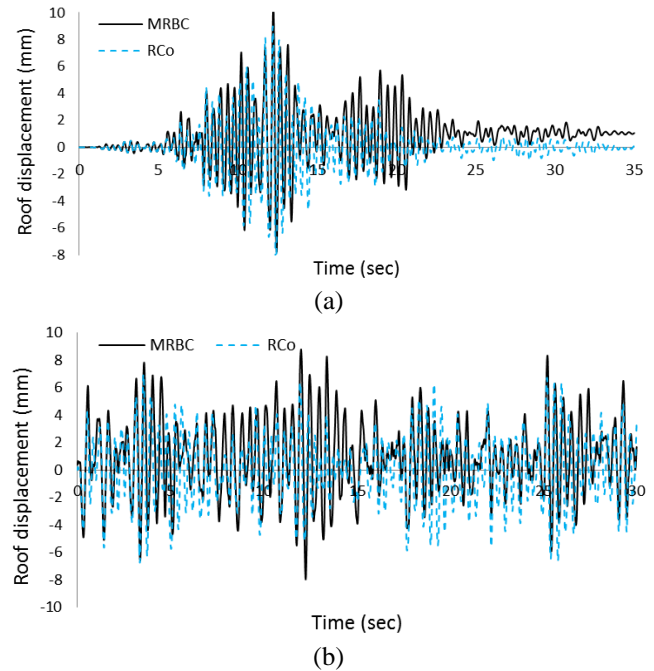 10
MRBC
8
RCo
6
4
2
0
0 5 10 15 20 25 30 35
-2
-4
-6
-8
Roof displacement (mm)
Time (sec)
(a)
10
MRBC RCo
8
6
4
2
0
0 5 10 15 20 25 30
-2
-4
-6
-8
-10
Roof displacement (mm)
Time (sec)
(b)